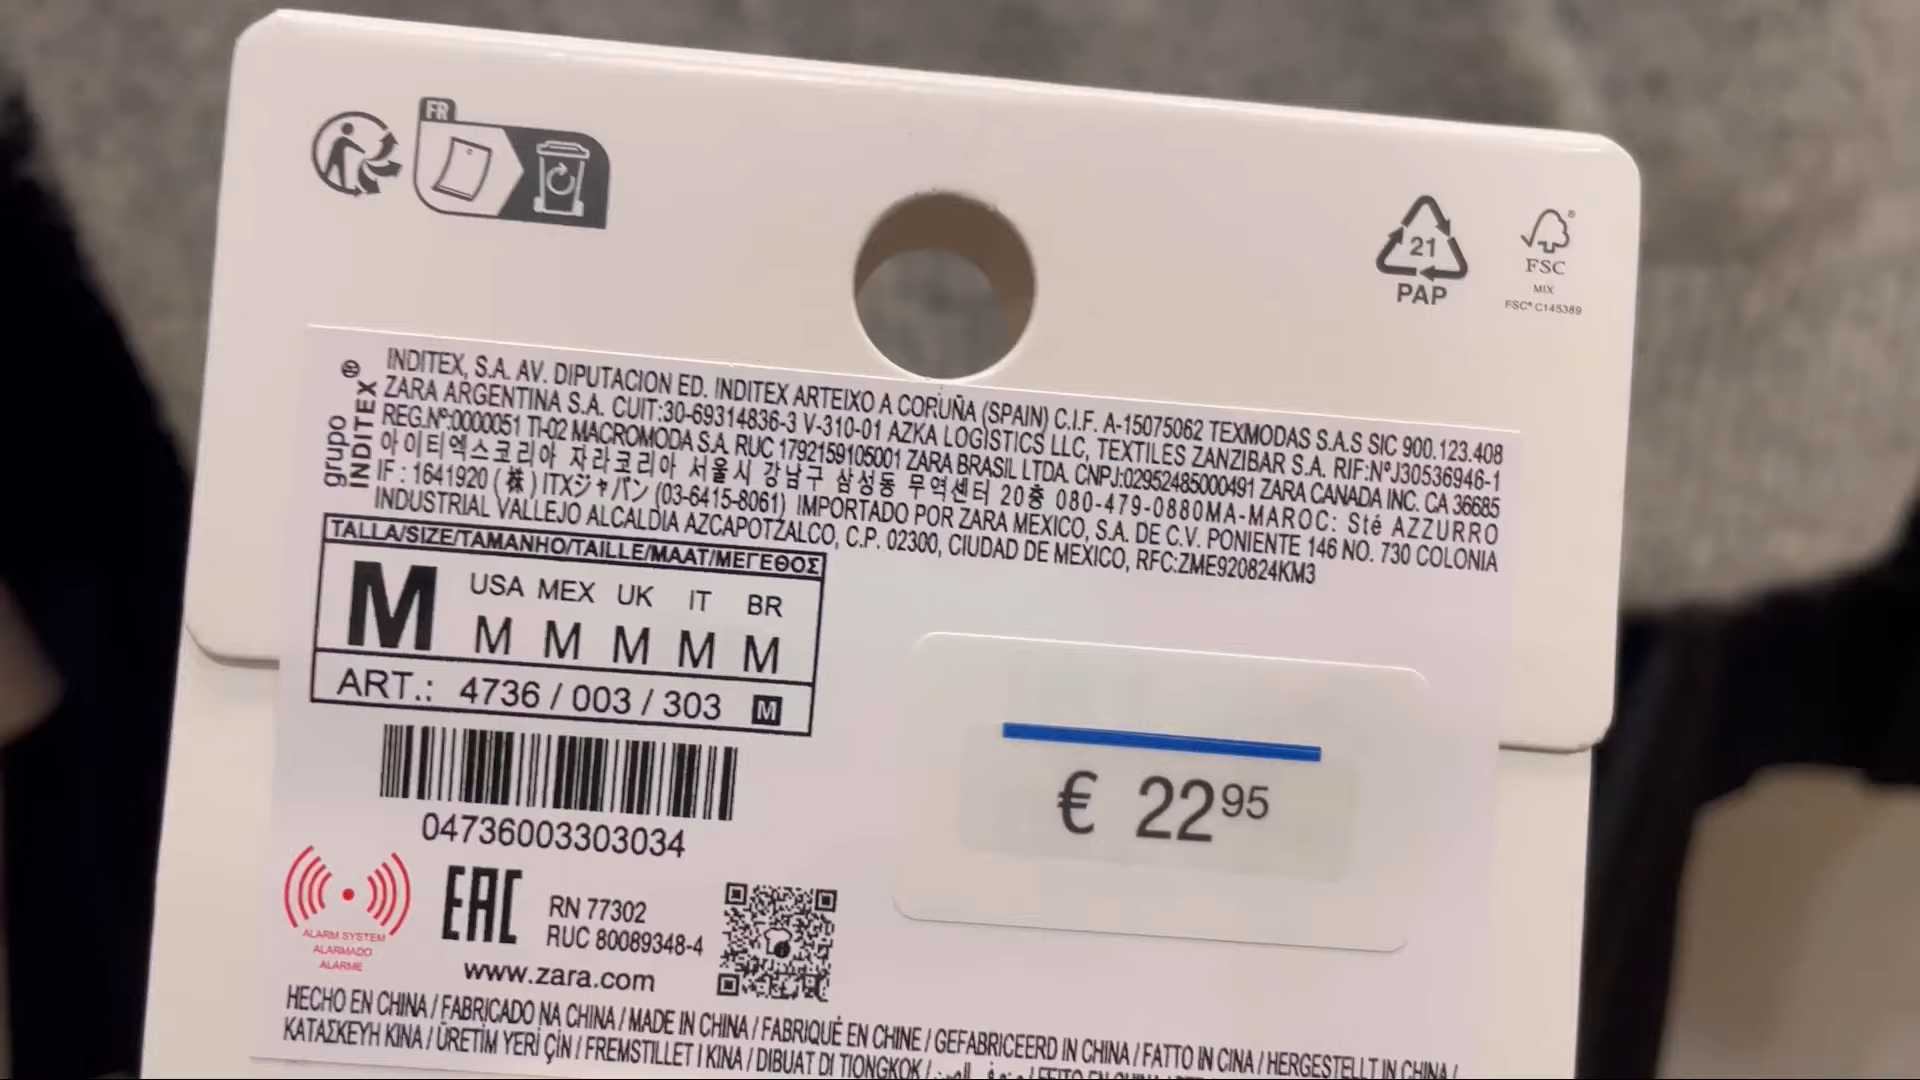 FR
21
PAP
FSC
MIX
FSC® C145389
grupo
INDITEX®
INDITEX, S.A. AV. DIPUTACION ED. INDITEX ARTEIXO A CORUÑA (SPAIN) C.I.F. A-15075062 TEXMODAS S.A.S SIC 900.123.408
ZARA ARGENTINA S.A. CUIT:30-69314836-3 V-310-01 AZKA LOGISTICS LLC, TEXTILES ZANZIBAR S.A. RIF:NºJ30536946-1
REG.Nº:0000051 TI-02 MACROMODA S.A. RUC 1792159105001 ZARA BRASIL LTDA. CNPJ:02952485000491 ZARA CANADA INC. CA 36685
아이티엑스코리아 자라코리아 서울시 강남구 삼성동 무역센터 20층 080-479-0880MA-MAROC: Sté AZZURRO
IF : 1641920 (株) ITXジャパン (03-6415-8061) IMPORTADO POR ZARA MEXICO, S.A. DE C.V. PONIENTE 146 NO. 730 COLONIA
INDUSTRIAL VALLEJO ALCALDIA AZCAPOTZALCO, C.P. 02300, CIUDAD DE MEXICO, RFC:ZME920824KM3
TALLA/SIZE/TAMANHO/TAILLE/MAAT/ΜΕΓΕΘΟΣ
M USA MEX UK IT BR
M M M M M
ART.: 4736 / 003 / 303 M
€ 22 95
04736003303034
EAC
RN 77302
RUC 80089348-4
www.zara.com
ALARM SYSTEM
ALARMADO
ALARME
HECHO EN CHINA / FABRICADO NA CHINA / MADE IN CHINA / FABRIQUÉ EN CHINE / GEFABRICEERD IN CHINA / FATTO IN CINA / HERGESTELLT IN CHINA /
ΚΑΤΑΣΚΕΥΗ ΚΙΝΑ / ÜRETİM YERİ ÇİN / FREMSTILLET I KINA / DIBUAT DI TIONGKOK /